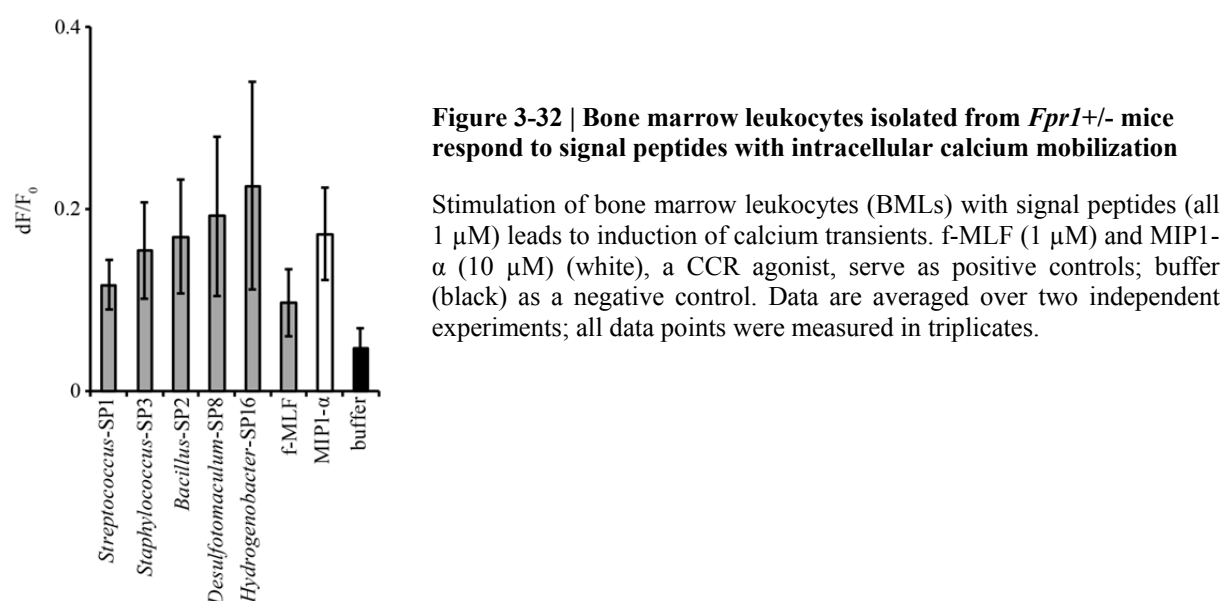 0.4
0.2
0
dF/F0
Streptococcus-SP1
Staphylococcus-SP3
Bacillus-SP2
Desulfotomaculum-SP8
Hydrogenobacter-SP16
f-MLF
MIP1-α
buffer
Figure 3-32 | Bone marrow leukocytes isolated from Fpr1+/- mice
respond to signal peptides with intracellular calcium mobilization
Stimulation of bone marrow leukocytes (BMLs) with signal peptides (all
1 µM) leads to induction of calcium transients. f-MLF (1 µM) and MIP1-
α (10 µM) (white), a CCR agonist, serve as positive controls; buffer
(black) as a negative control. Data are averaged over two independent
experiments; all data points were measured in triplicates.